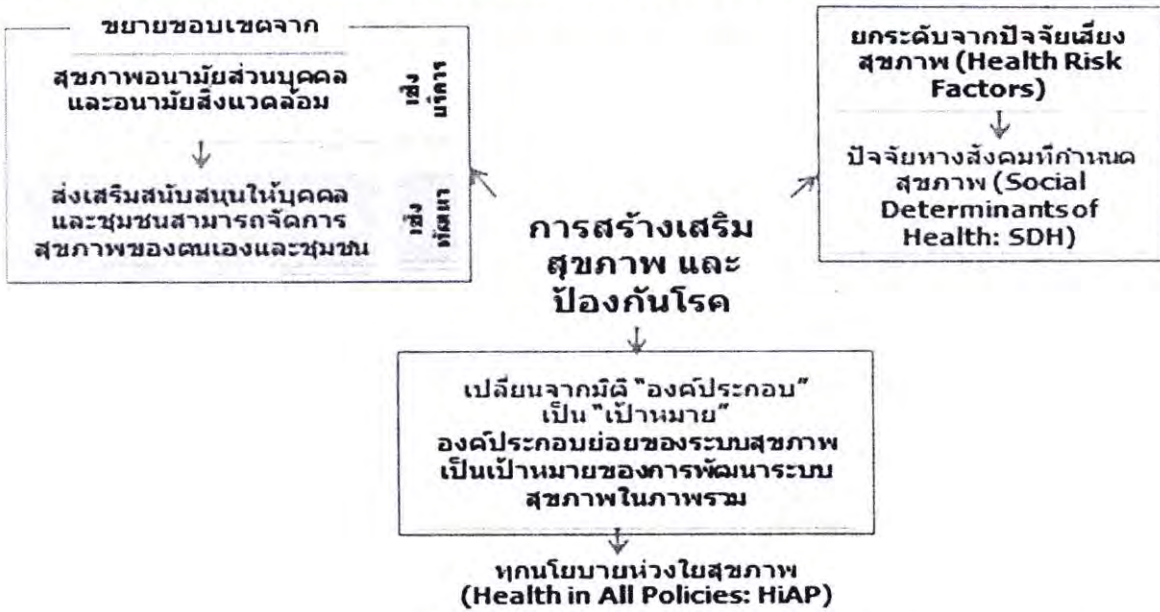 ขยายขอบเขตจาก
สุขภาพอนามัยส่วนบุคคล
และอนามัยสิ่งแวดล้อม
เชิง
บริการ
ส่งเสริมสนับสนุนให้บุคคล
และชุมชนสามารถจัดการ
สุขภาพของตนเองและชุมชน
เชิง
พัฒนา
ยกระดับจากปัจจัยเสี่ยง
สุขภาพ (Health Risk
Factors)
ปัจจัยทางสังคมที่กำหนด
สุขภาพ (Social
Determinants of
Health: SDH)
การสร้างเสริม
สุขภาพ และ
ป้องกันโรค
เปลี่ยนจากมิติ "องค์ประกอบ"
เป็น "เป้าหมาย"
องค์ประกอบย่อยของระบบสุขภาพ
เป็นเป้าหมายของการพัฒนาระบบ
สุขภาพในภาพรวม
ทุกนโยบายห่วงใยสุขภาพ
(Health in All Policies: HiAP)